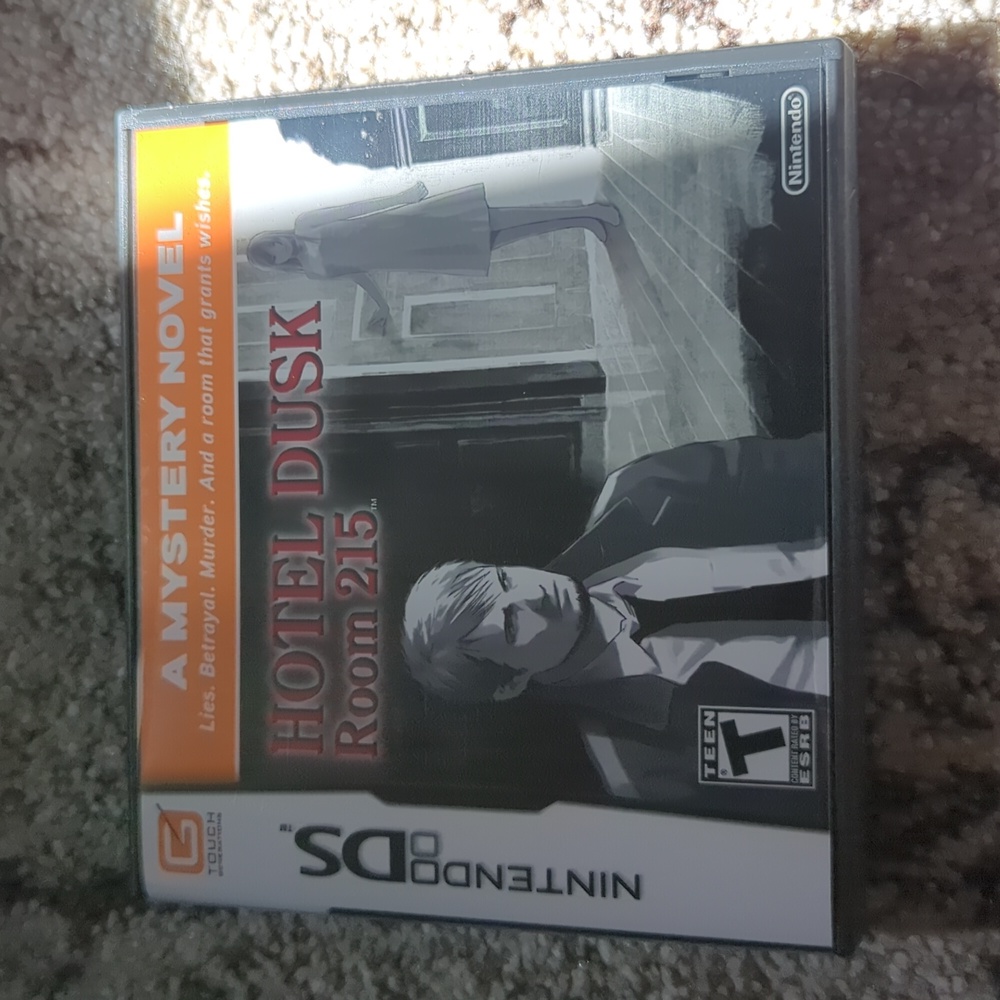 A MYSTERY NOVEL
Lies. Betrayal. Murder. And a room that grants wishes.
HOTEL DUSK
Room 215™
TOUCH
GENERATIONS
NINTENDO DS™
TEEN
T
®
CONTENT RATED BY
ESRB
Nintendo®